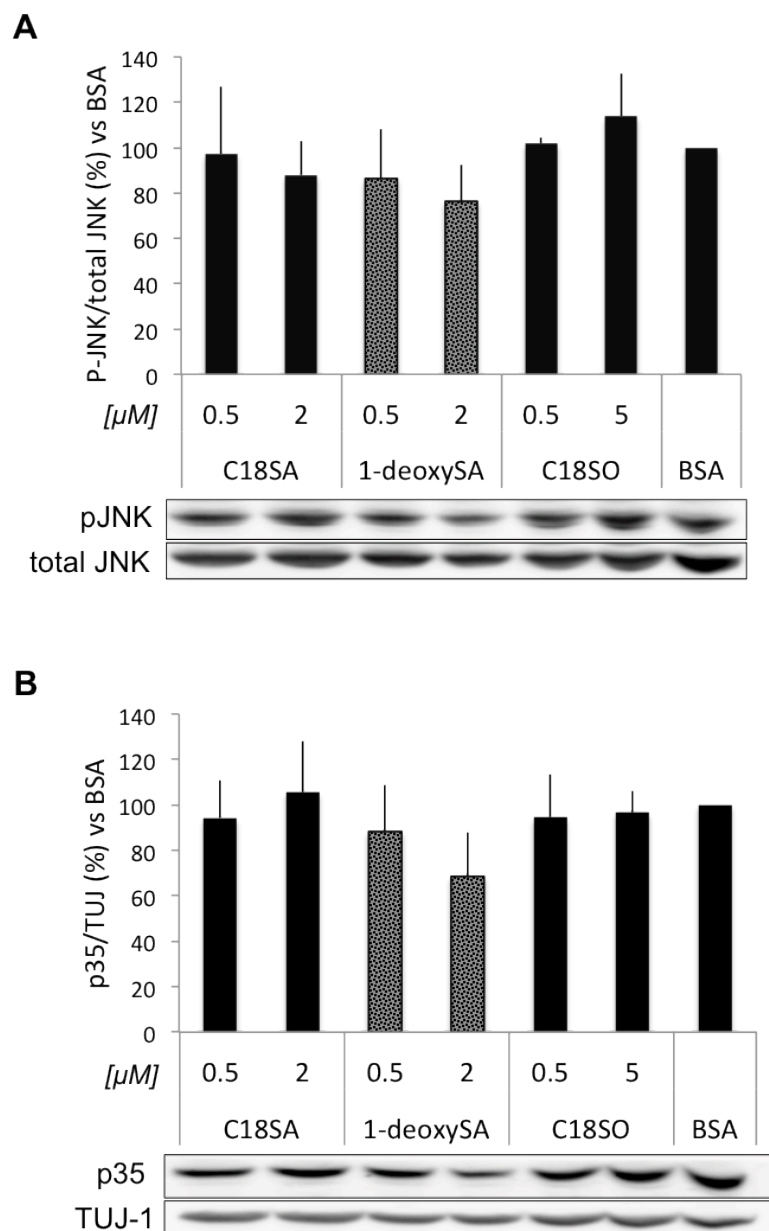 A
P-JNK/total JNK (%) vs BSA
140
120
100
80
60
40
20
0
[µM] 0.5 2 0.5 2 0.5 5
C18SA 1-deoxySA C18SO BSA
pJNK
total JNK
B
p35/TUJ (%) vs BSA
140
120
100
80
60
40
20
0
[µM] 0.5 2 0.5 2 0.5 5
C18SA 1-deoxySA C18SO BSA
p35
TUJ-1